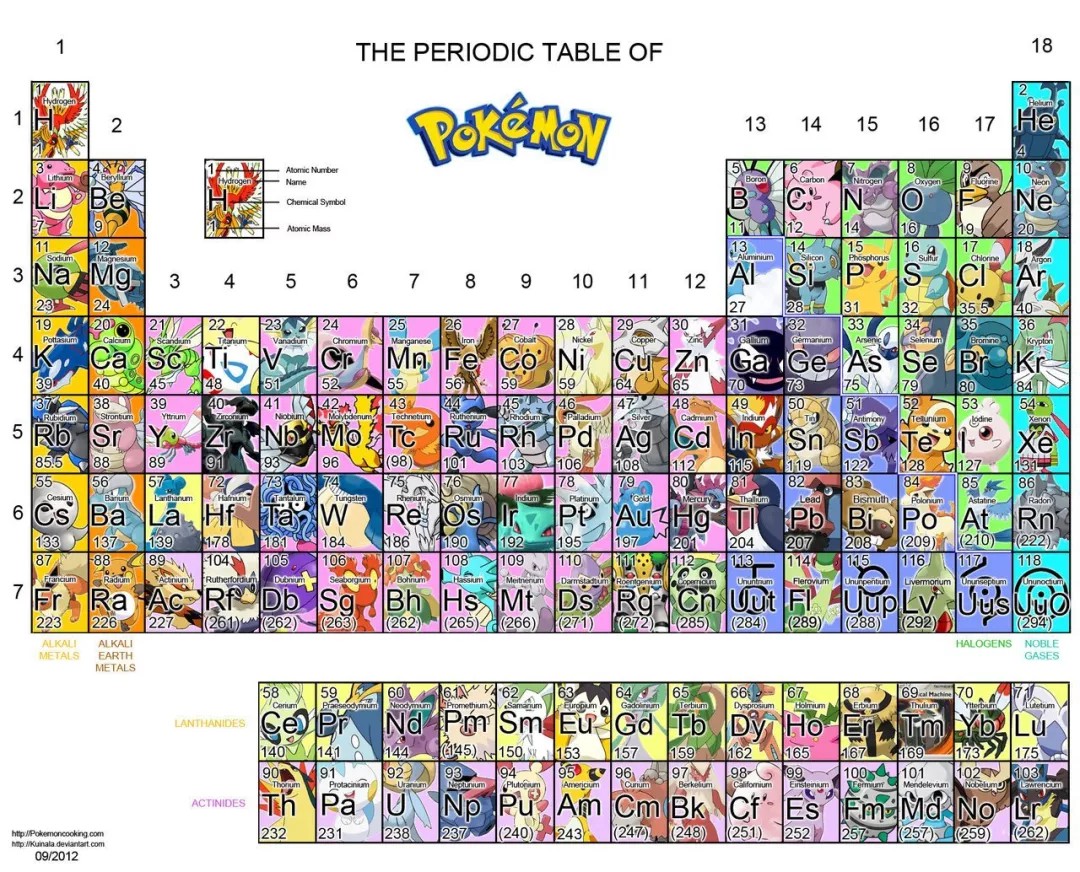 1
THE PERIODIC TABLE OF
18
POKéMON
1 Hydrogen H 1
2 Helium He 4
1
2
13 14 15 16 17
Atomic Number
Name
Chemical Symbol
Atomic Mass
1 Hydrogen H 1
2
3 Lithium Li 7
4 Beryllium Be 9
5 Boron B 11
6 Carbon C 12
7 Nitrogen N 14
8 Oxygen O 16
9 Fluorine F
10 Neon Ne 20
3
11 Sodium Na 23
12 Magnesium Mg 24
3 4 5 6 7 8 9 10 11 12
13 Aluminium Al 27
14 Silicon Si 28
15 Phosphorus P 31
16 Sulfur S 32
17 Chlorine Cl 35.5
18 Argon Ar 40
4
19 Potassium K 39
20 Calcium Ca 40
21 Scandium Sc 45
22 Titanium Ti 48
23 Vanadium V 51
24 Chromium Cr 52
25 Manganese Mn 55
26 Iron Fe 56
27 Cobalt Co 59
28 Nickel Ni 59
29 Copper Cu 64
30 Zinc Zn 65
31 Gallium Ga 70
32 Germanium Ge 73
33 Arsenic As 75
34 Selenium Se 79
35 Bromine Br 80
36 Krypton Kr 84
5
37 Rubidium Rb 85.5
38 Strontium Sr 88
39 Yttrium Y 89
40 Zirconium Zr 91
41 Niobium Nb 93
42 Molybdenum Mo 96
43 Technetium Tc (98)
44 Ruthenium Ru 101
45 Rhodium Rh 103
46 Palladium Pd 106
47 Silver Ag 108
48 Cadmium Cd 112
49 Indium In 115
50 Tin Sn 119
51 Antimony Sb 122
52 Tellurium Te 128
53 Iodine I 127
54 Xenon Xe 131
6
55 Cesium Cs 133
56 Barium Ba 137
57 Lanthanum La 139
72 Hafnium Hf 178
73 Tantalum Ta 181
74 Tungsten W 184
75 Rhenium Re 186
76 Osmium Os 190
77 Ir 192
78 Platinum Pt 195
79 Gold Au 197
80 Mercury Hg 201
81 Thallium Tl 204
82 Lead Pb 207
83 Bismuth Bi 208
84 Polonium Po (209)
85 Astatine At (210)
86 Radon Rn (222)
7
87 Francium Fr 223
88 Radium Ra 226
89 Actinium Ac 227
104 Rutherfordium Rf (261)
105 Dubnium Db (262)
106 Seaborgium Sg (263)
107 Bohrium Bh (262)
108 Hassium Hs (265)
109 Meitnerium Mt (266)
110 Darmstadtium Ds (271)
111 Roentgenium Rg (272)
112 Copernicium Cn (285)
113 Ununtrium Uut (284)
114 Flerovium Fl (289)
115 Ununpentium Uup (288)
116 Livermorium Lv (292)
117 Ununseptium Uus
118 Ununoctium UuO (294)
ALKALI METALS
ALKALI EARTH METALS
HALOGENS
NOBLE GASES
LANTHANIDES
58 Cerium Ce 140
59 Praeseodymium Pr 141
60 Neodymium Nd 144
61 Promethium Pm (145)
62 Samarium Sm 150
63 Europium Eu 153
64 Gadolinium Gd 157
65 Terbium Tb 159
66 Dysprosium Dy 162
67 Holmium Ho 165
68 Erbium Er 167
69 Thulium Tm 169
70 Ytterbium Yb 173
71 Lutetium Lu 175
ACTINIDES
90 Thorium Th 232
91 Protacinium Pa 231
92 Uranium U 238
93 Neptunium Np 237
94 Plutonium Pu (240)
95 Americium Am 243
96 Curium Cm (247)
97 Berkelium Bk (248)
98 Californium Cf (251)
99 Einsteinium Es 252
100 Fermium Fm 257
101 Mendelevium Md (257)
102 Nobelium No (259)
103 Lawrencium Lr (262)
http://Pokemoncooking.com
http://Kuinala.deviantart.com
09/2012